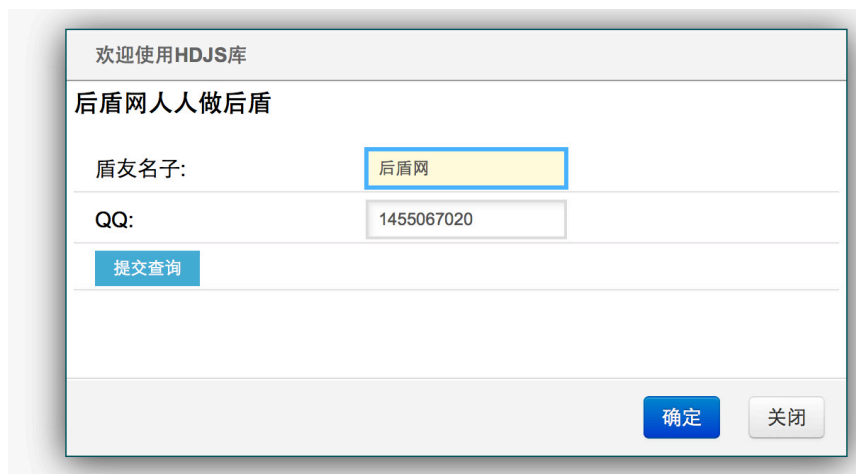 欢迎使用HDJS库
后盾网人人做后盾
盾友名子: 后盾网
QQ: 1455067020
提交查询
确定 关闭